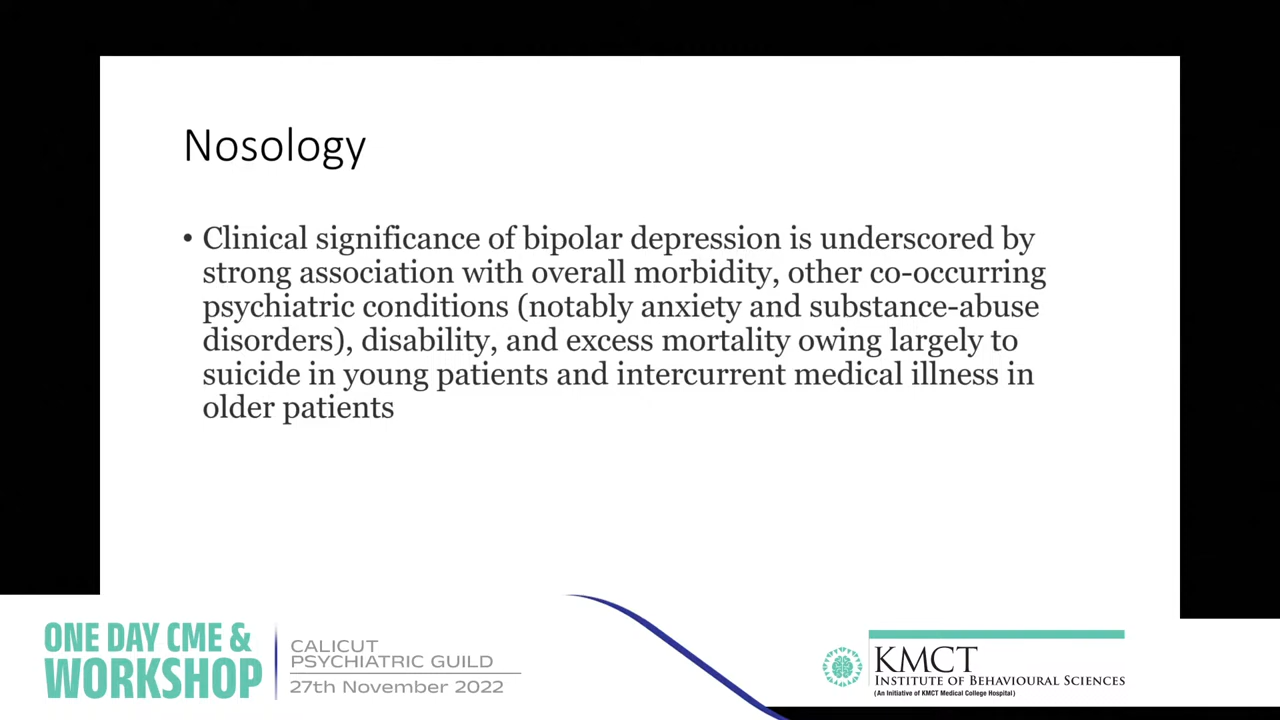 Nosology
• Clinical significance of bipolar depression is underscored by
strong association with overall morbidity, other co-occurring
psychiatric conditions (notably anxiety and substance-abuse
disorders), disability, and excess mortality owing largely to
suicide in young patients and intercurrent medical illness in
older patients
ONE DAY CME &
WORKSHOP
CALICUT
PSYCHIATRIC GUILD
27th November 2022
KMCT
INSTITUTE OF BEHAVIOURAL SCIENCES
(An Initiative of KMCT Medical College Hospital)